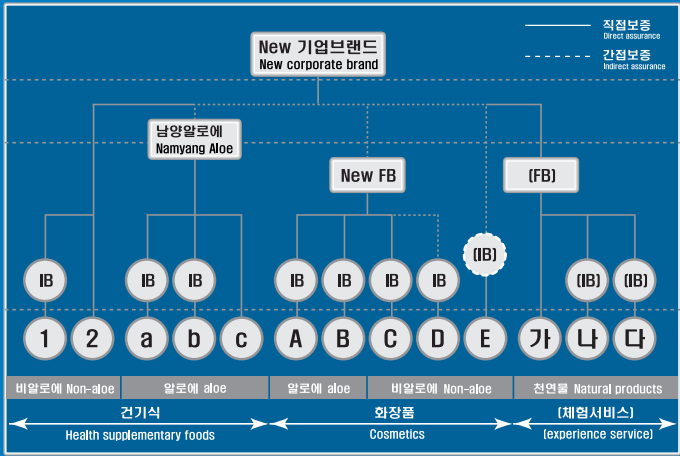 직접보증
Direct assurance
간접보증
Indirect assurance
New 기업브랜드
New corporate brand
남양알로에
Namyang Aloe
New FB
(FB)
(IB)
IB IB IB IB IB IB IB (IB) (IB)
1 2 a b c A B C D E 가 나 다
비알로에 Non-aloe 알로에 aloe 알로에 aloe 비알로에 Non-aloe 천연물 Natural products
건기식 화장품 (체험서비스)
Health supplementary foods Cosmetics (experience service)